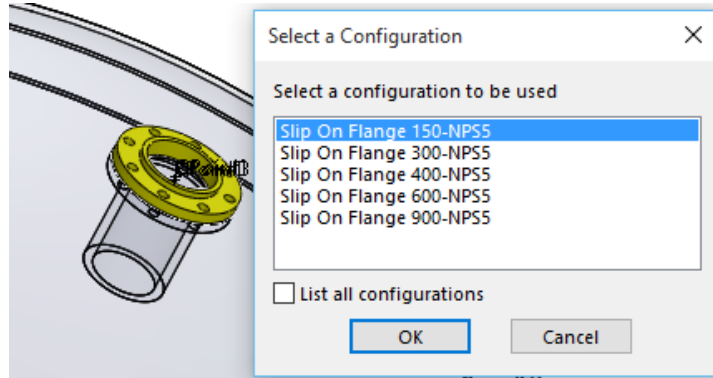 Select a Configuration
Select a configuration to be used
Slip On Flange 150-NPS5
Slip On Flange 300-NPS5
Slip On Flange 400-NPS5
Slip On Flange 600-NPS5
Slip On Flange 900-NPS5
List all configurations
OK
Cancel